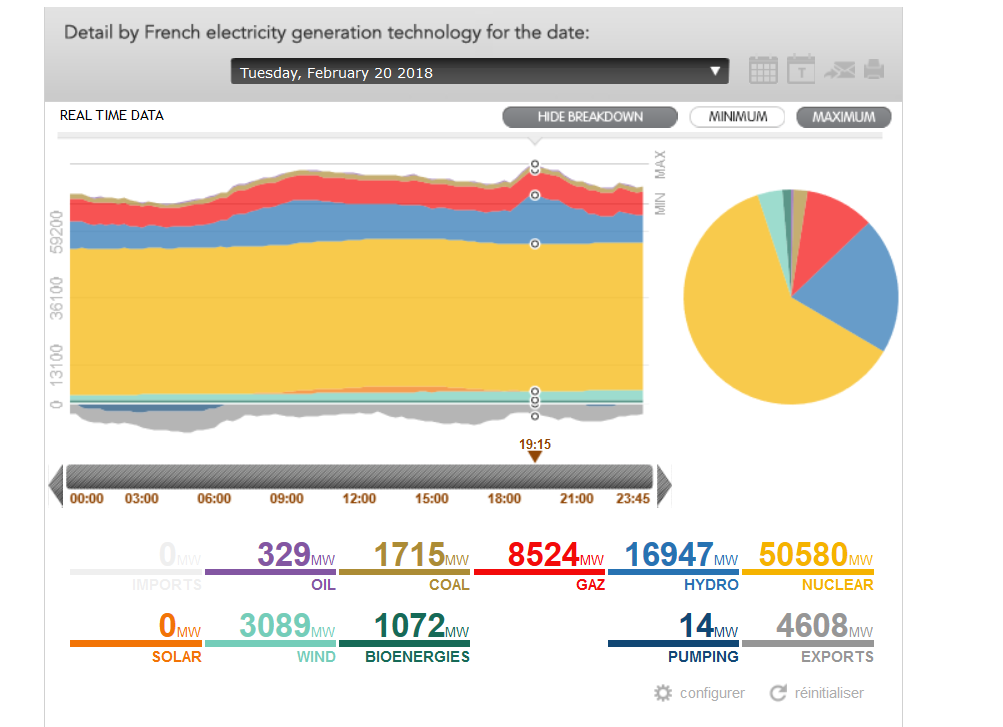 Detail by French electricity generation technology for the date:
Tuesday, February 20 2018
T
REAL TIME DATA
HIDE BREAKDOWN
MINIMUM
MAXIMUM
MAX
MIN
59200
36100
13100
0
19:15
00:00 03:00 06:00 09:00 12:00 15:00 18:00 21:00 23:45
0MW 329MW 1715MW 8524MW 16947MW 50580MW
IMPORTS OIL COAL GAZ HYDRO NUCLEAR
0MW 3089MW 1072MW 14MW 4608MW
SOLAR WIND BIOENERGIES PUMPING EXPORTS
configurer réinitialiser